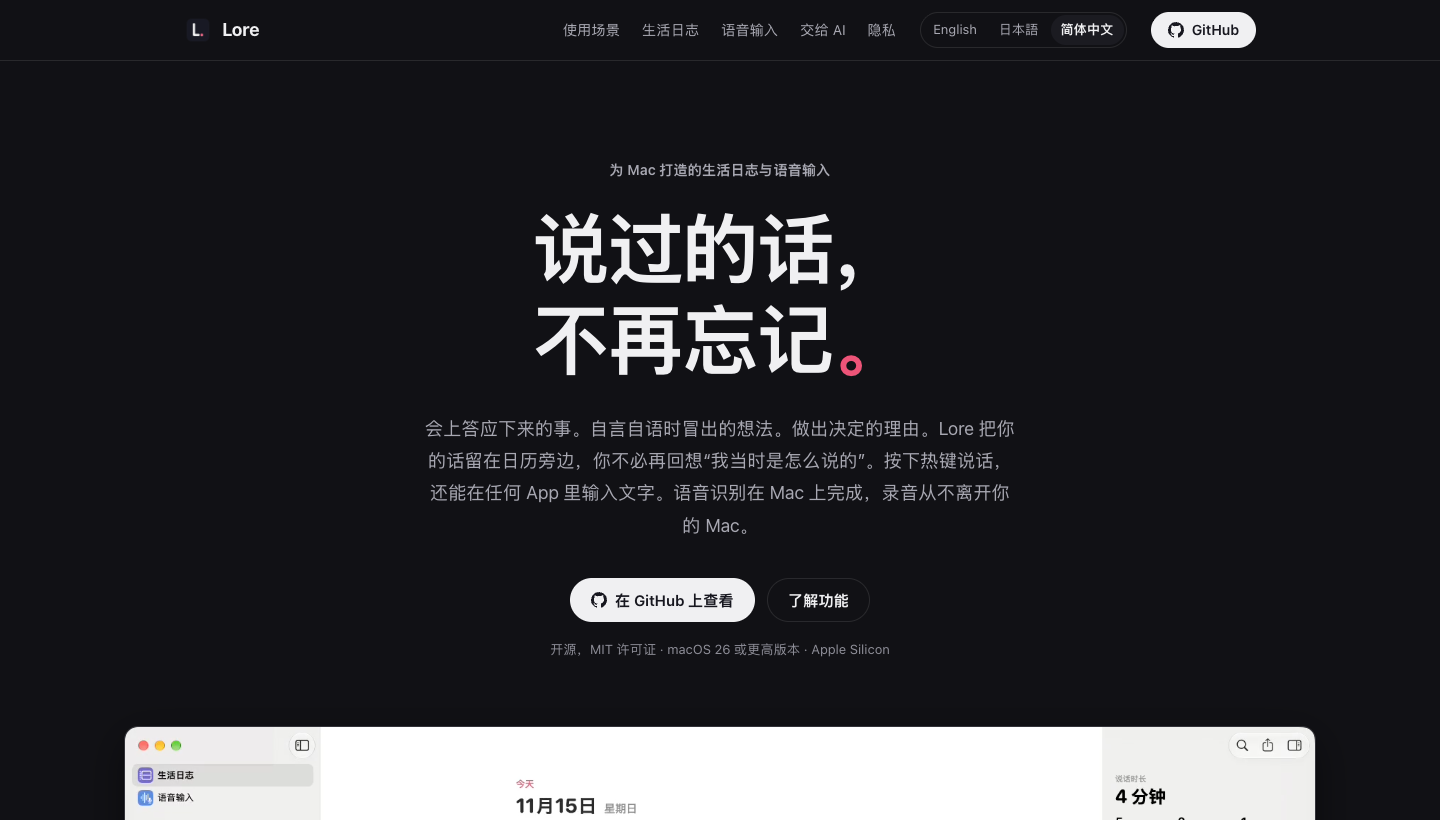 L. Lore
使用场景 生活日志 语音输入 交给 AI 隐私 English 日本語 简体中文 GitHub
为 Mac 打造的生活日志与语音输入
说过的话，
不再忘记。
会上答应下来的事。自言自语时冒出的想法。做出决定的理由。Lore 把你
的话留在日历旁边，你不必再回想“我当时是怎么说的”。按下热键说话，
还能在任何 App 里输入文字。语音识别在 Mac 上完成，录音从不离开你
的 Mac。
在 GitHub 上查看 了解功能
开源，MIT 许可证 · macOS 26 或更高版本 · Apple Silicon
生活日志
语音输入
今天
11月15日 星期日
说话时长
4 分钟